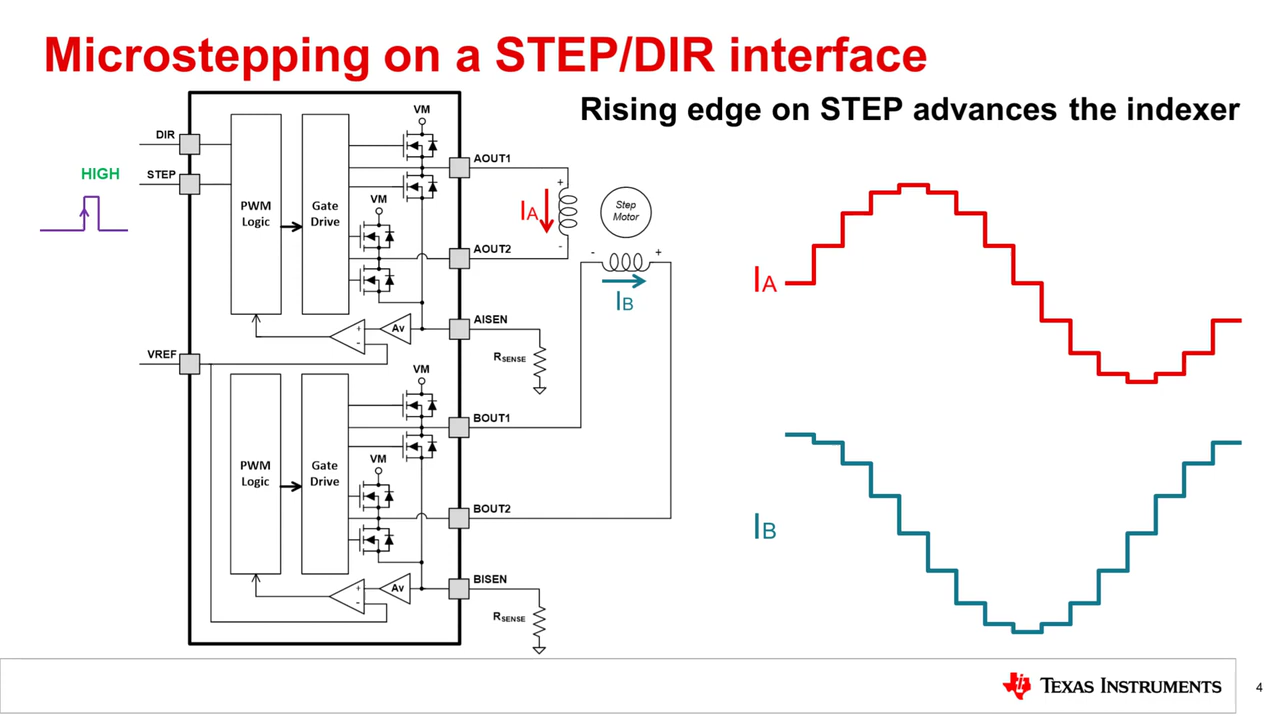 Microstepping on a STEP/DIR interface
Rising edge on STEP advances the indexer
DIR
STEP
HIGH
VREF
PWM
Logic
Gate
Drive
VM
VM
AOUT1
AOUT2
AISEN
+
-
Av
RSENSE
IA
+
-
Step
Motor
-
+
IB
PWM
Logic
Gate
Drive
VM
VM
BOUT1
BOUT2
BISEN
+
-
Av
RSENSE
IA
IB
TEXAS INSTRUMENTS
4